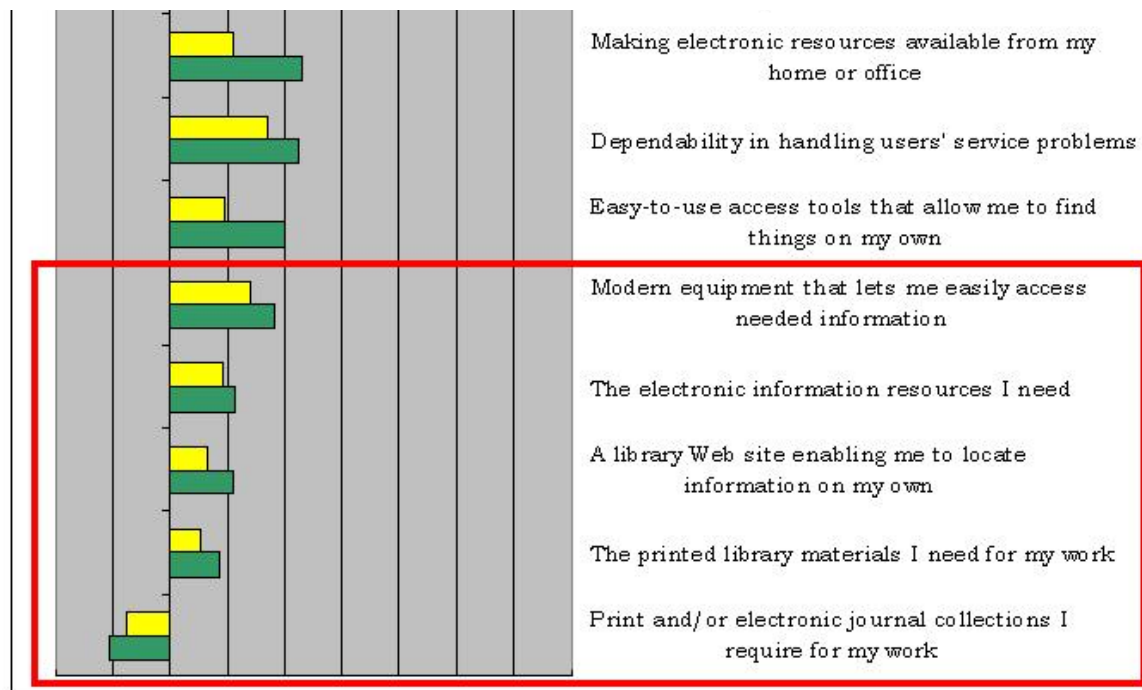 Making electronic resources available from my
home or office
Dependability in handling users' service problems
Easy-to-use access tools that allow me to find
things on my own
Modern equipment that lets me easily access
needed information
The electronic information resources I need
A library Web site enabling me to locate
information on my own
The printed library materials I need for my work
Print and/or electronic journal collections I
require for my work